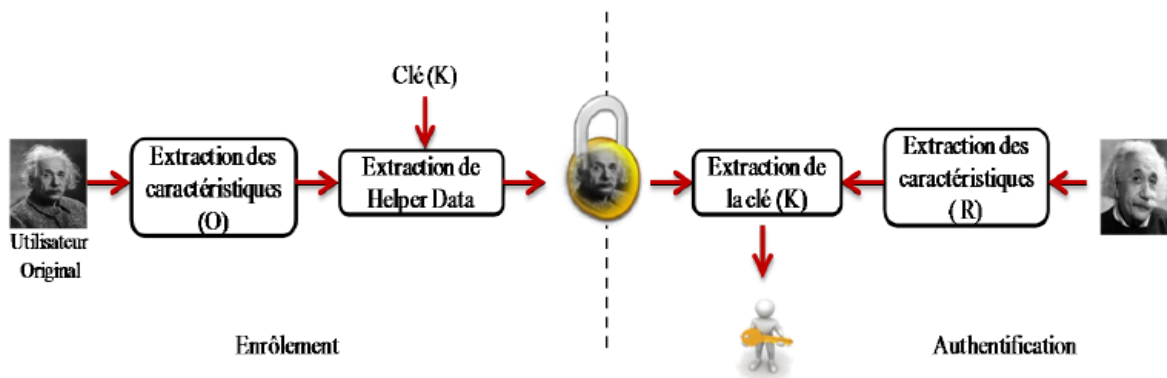 Clé (K)
Utilisateur
Original
Extraction des
caractéristiques
(O)
Extraction de
Helper Data
Extraction de
la clé (K)
Extraction des
caractéristiques
( R)
Enrôlement
Authentification